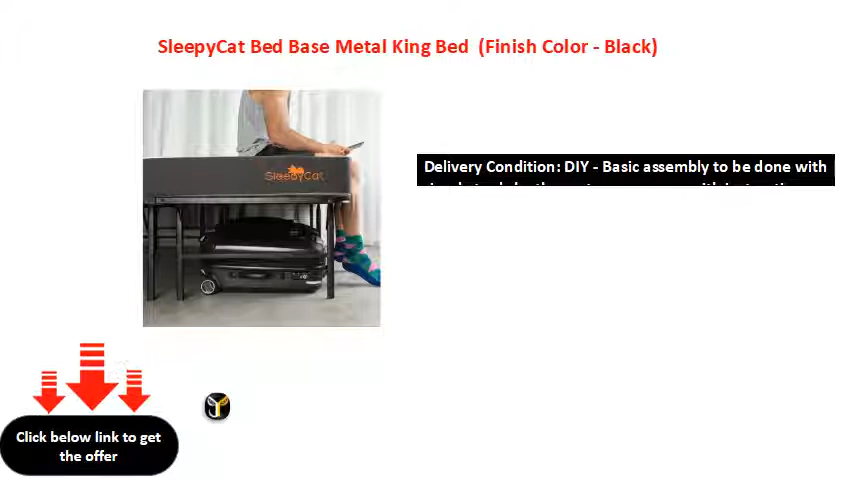 SleepyCat Bed Base Metal King Bed (Finish Color - Black)
SleepyCat
Delivery Condition: DIY - Basic assembly to be done with
Click below link to get
the offer